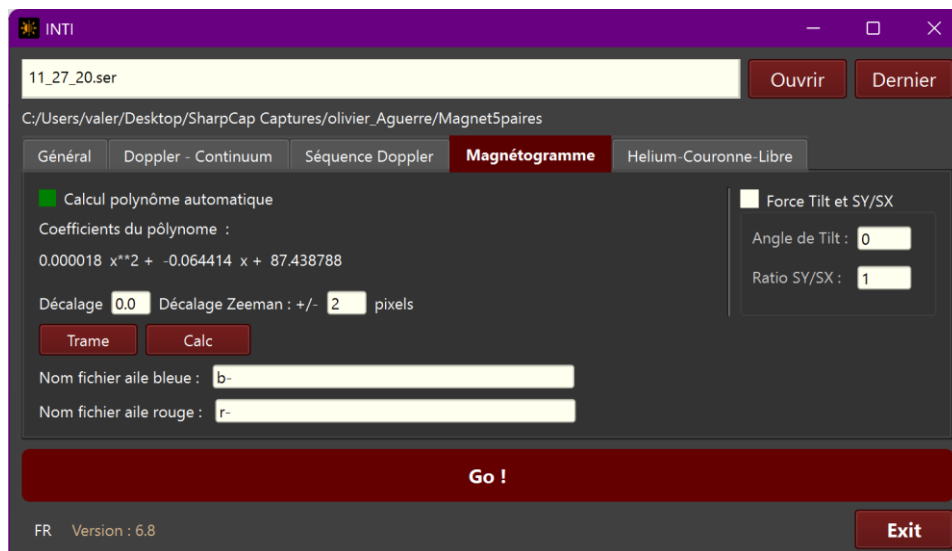 INTI
11_27_20.ser
Ouvrir
Dernier
C:/Users/valer/Desktop/SharpCap Captures/olivier_Aguerre/Magnet5paires
Général Doppler - Continuum Séquence Doppler Magnétogramme Helium-Couronne-Libre
Calcul polynôme automatique
Coefficients du pôlynome :
0.000018 x**2 + -0.064414 x + 87.438788
Décalage 0.0 Décalage Zeeman : +/- 2 pixels
Trame Calc
Nom fichier aile bleue : b-
Nom fichier aile rouge : r-
Force Tilt et SY/SX
Angle de Tilt : 0
Ratio SY/SX : 1
Go !
FR Version : 6.8
Exit